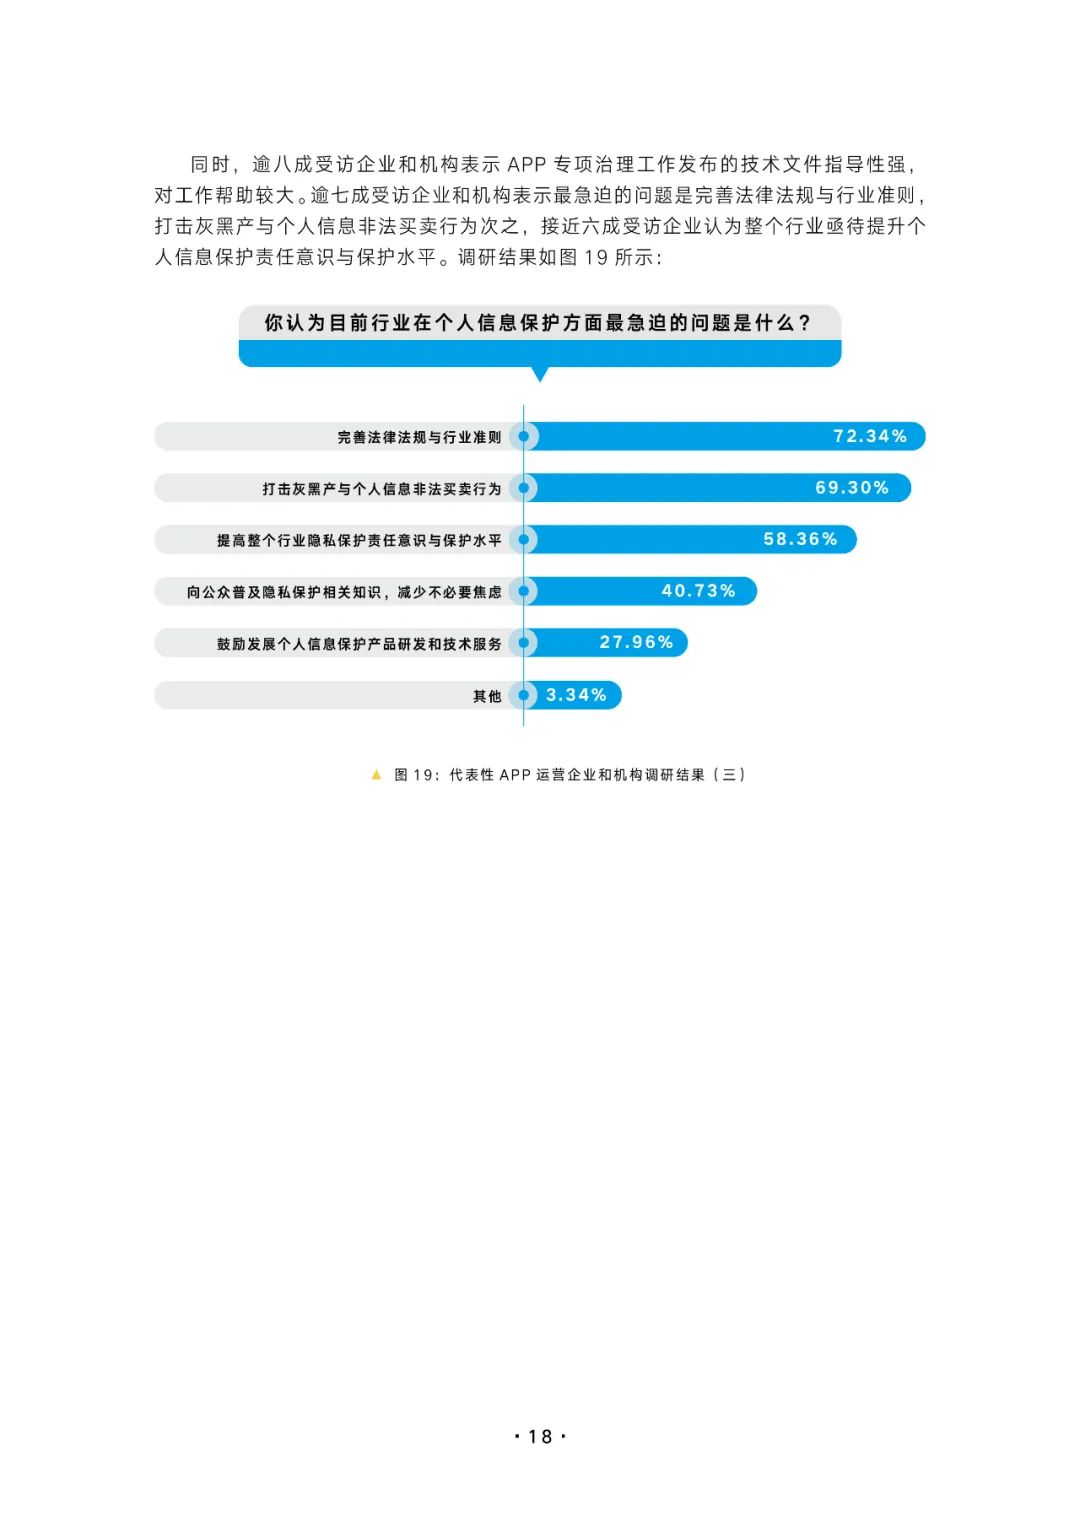 同时，逾八成受访企业和机构表示 APP 专项治理工作发布的技术文件指导性强，
对工作帮助较大。逾七成受访企业和机构表示最急迫的问题是完善法律法规与行业准则，
打击灰黑产与个人信息非法买卖行为次之，接近六成受访企业认为整个行业亟待提升个
人信息保护责任意识与保护水平。调研结果如图 19 所示：
你认为目前行业在个人信息保护方面最急迫的问题是什么？
完善法律法规与行业准则 72.34%
打击灰黑产与个人信息非法买卖行为 69.30%
提高整个行业隐私保护责任意识与保护水平 58.36%
向公众普及隐私保护相关知识，减少不必要焦虑 40.73%
鼓励发展个人信息保护产品研发和技术服务 27.96%
其他 3.34%
▲ 图 19：代表性 APP 运营企业和机构调研结果（三）
· 18 ·